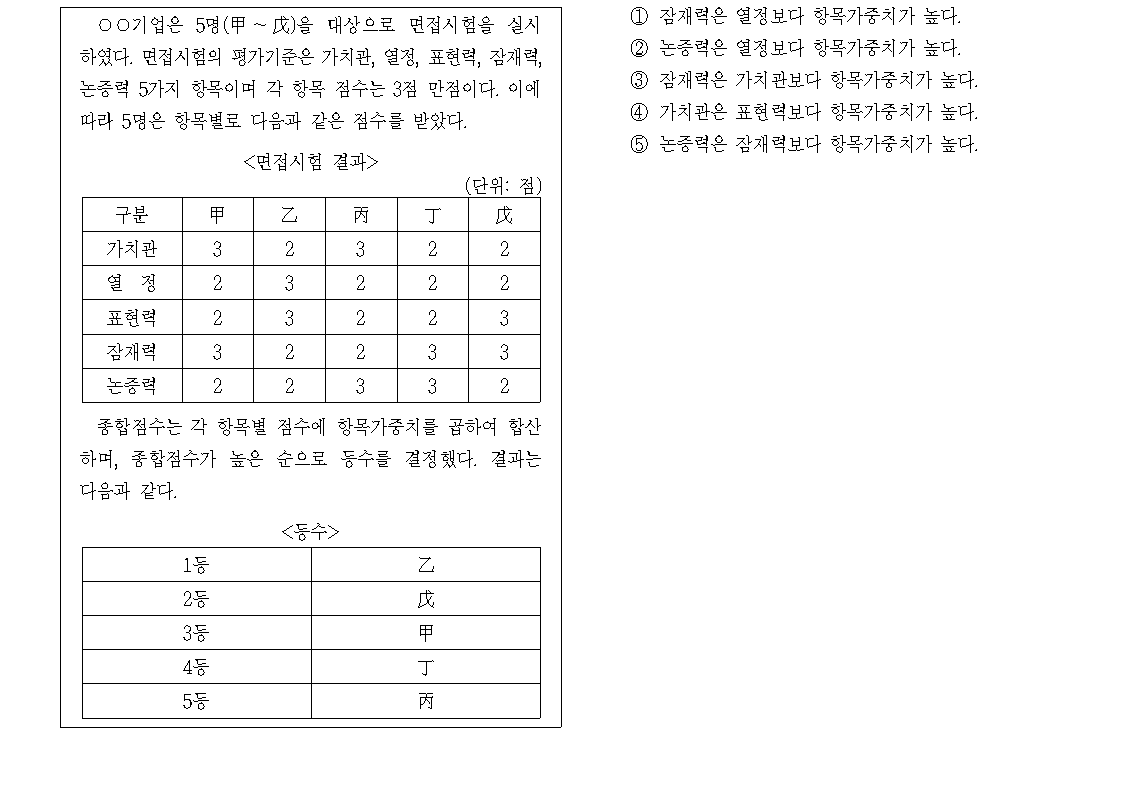 ○○기업은 5명(甲 ~ 戊)을 대상으로 면접시험을 실시
하였다. 면접시험의 평가기준은 가치관, 열정, 표현력, 잠재력,
논증력 5가지 항목이며 각 항목 점수는 3점 만점이다. 이에
따라 5명은 항목별로 다음과 같은 점수를 받았다.
<면접시험 결과>
(단위: 점)
구분 甲 乙 丙 丁 戊
가치관 3 2 3 2 2
열 정 2 3 2 2 2
표현력 2 3 2 2 3
잠재력 3 2 2 3 3
논증력 2 2 3 3 2
종합점수는 각 항목별 점수에 항목가중치를 곱하여 합산
하며, 종합점수가 높은 순으로 등수를 결정했다. 결과는
다음과 같다.
<등수>
1등 乙
2등 戊
3등 甲
4등 丁
5등 丙
① 잠재력은 열정보다 항목가중치가 높다.
② 논증력은 열정보다 항목가중치가 높다.
③ 잠재력은 가치관보다 항목가중치가 높다.
④ 가치관은 표현력보다 항목가중치가 높다.
⑤ 논증력은 잠재력보다 항목가중치가 높다.